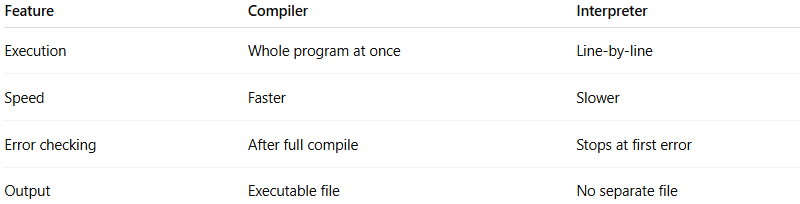 Feature Compiler Interpreter
Execution Whole program at once Line-by-line
Speed Faster Slower
Error checking After full compile Stops at first error
Output Executable file No separate file